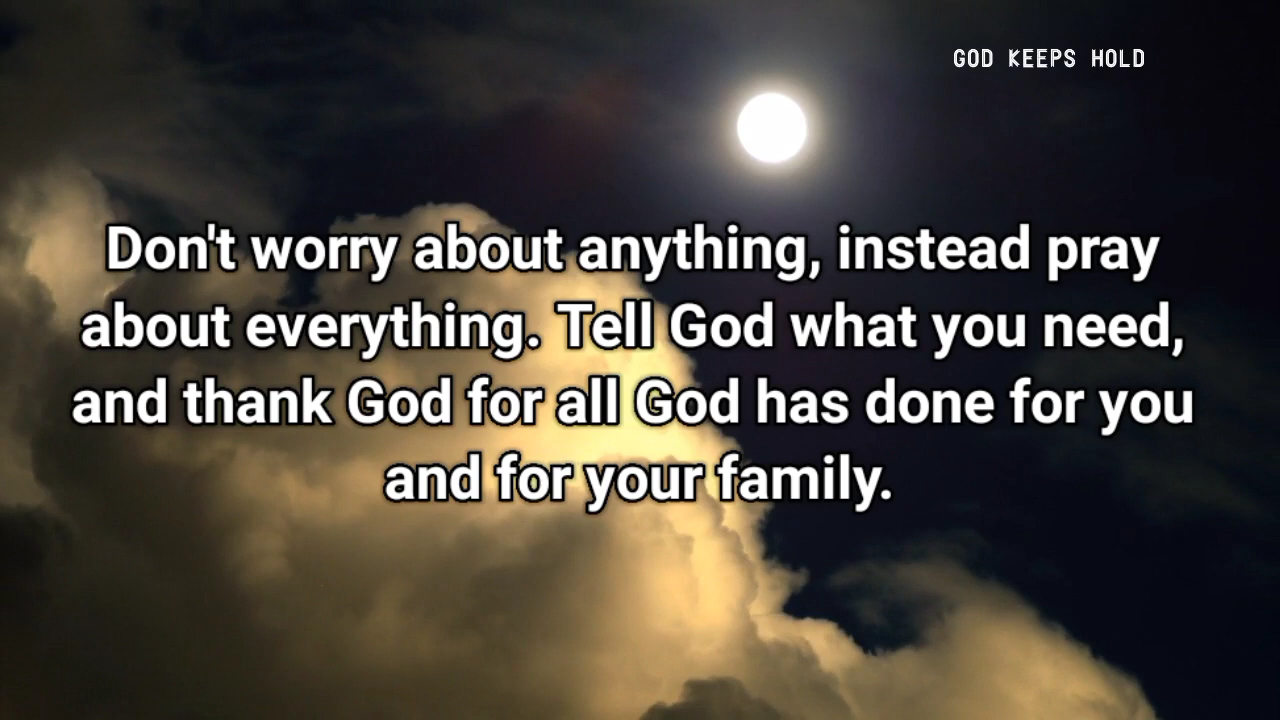 GOD KEEPS HOLD
Don't worry about anything, instead pray
about everything. Tell God what you need,
and thank God for all God has done for you
and for your family.